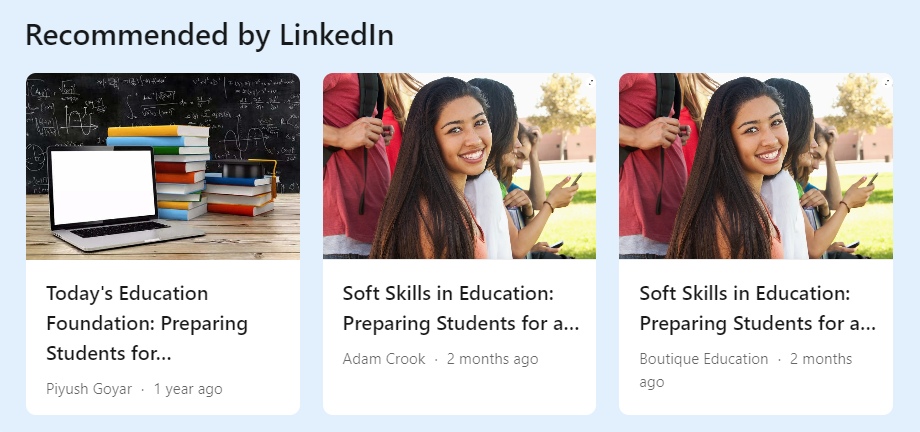 Recommended by LinkedIn
Today's Education
Foundation: Preparing
Students for...
Piyush Goyar · 1 year ago
Soft Skills in Education:
Preparing Students for a...
Adam Crook · 2 months ago
Soft Skills in Education:
Preparing Students for a...
Boutique Education · 2 months
ago